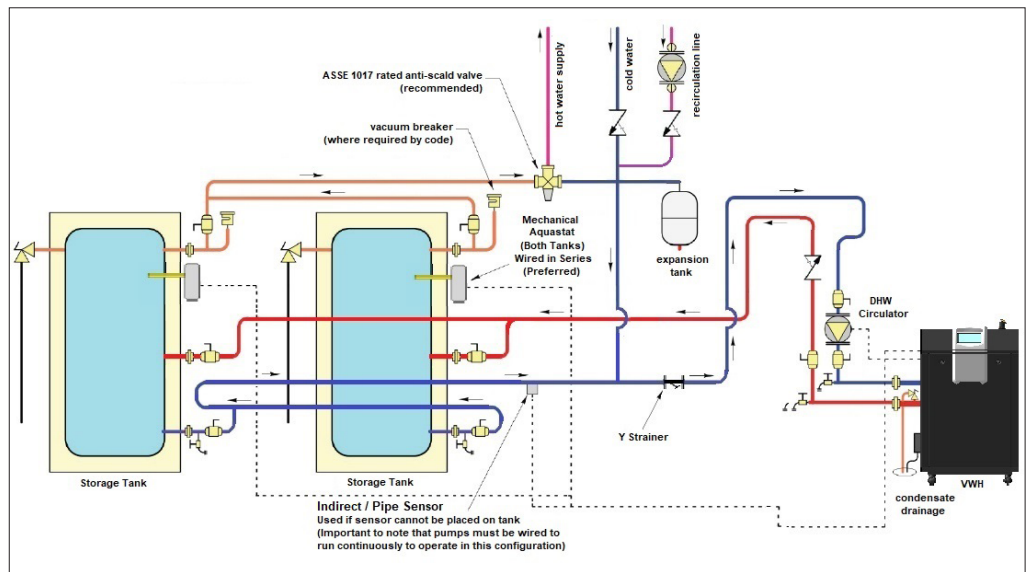 ASSE 1017 rated anti-scald valve
(recommended)
vacuum breaker
(where required by code)
hot water supply
cold water
recirculation line
Mechanical
Aquastat
(Both Tanks)
Wired in Series
(Preferred)
expansion
tank
DHW
Circulator
Y Strainer
Storage Tank
Storage Tank
VWH
condensate
drainage
Indirect / Pipe Sensor
Used if sensor cannot be placed on tank
(Important to note that pumps must be wired to
run continuously to operate in this configuration)